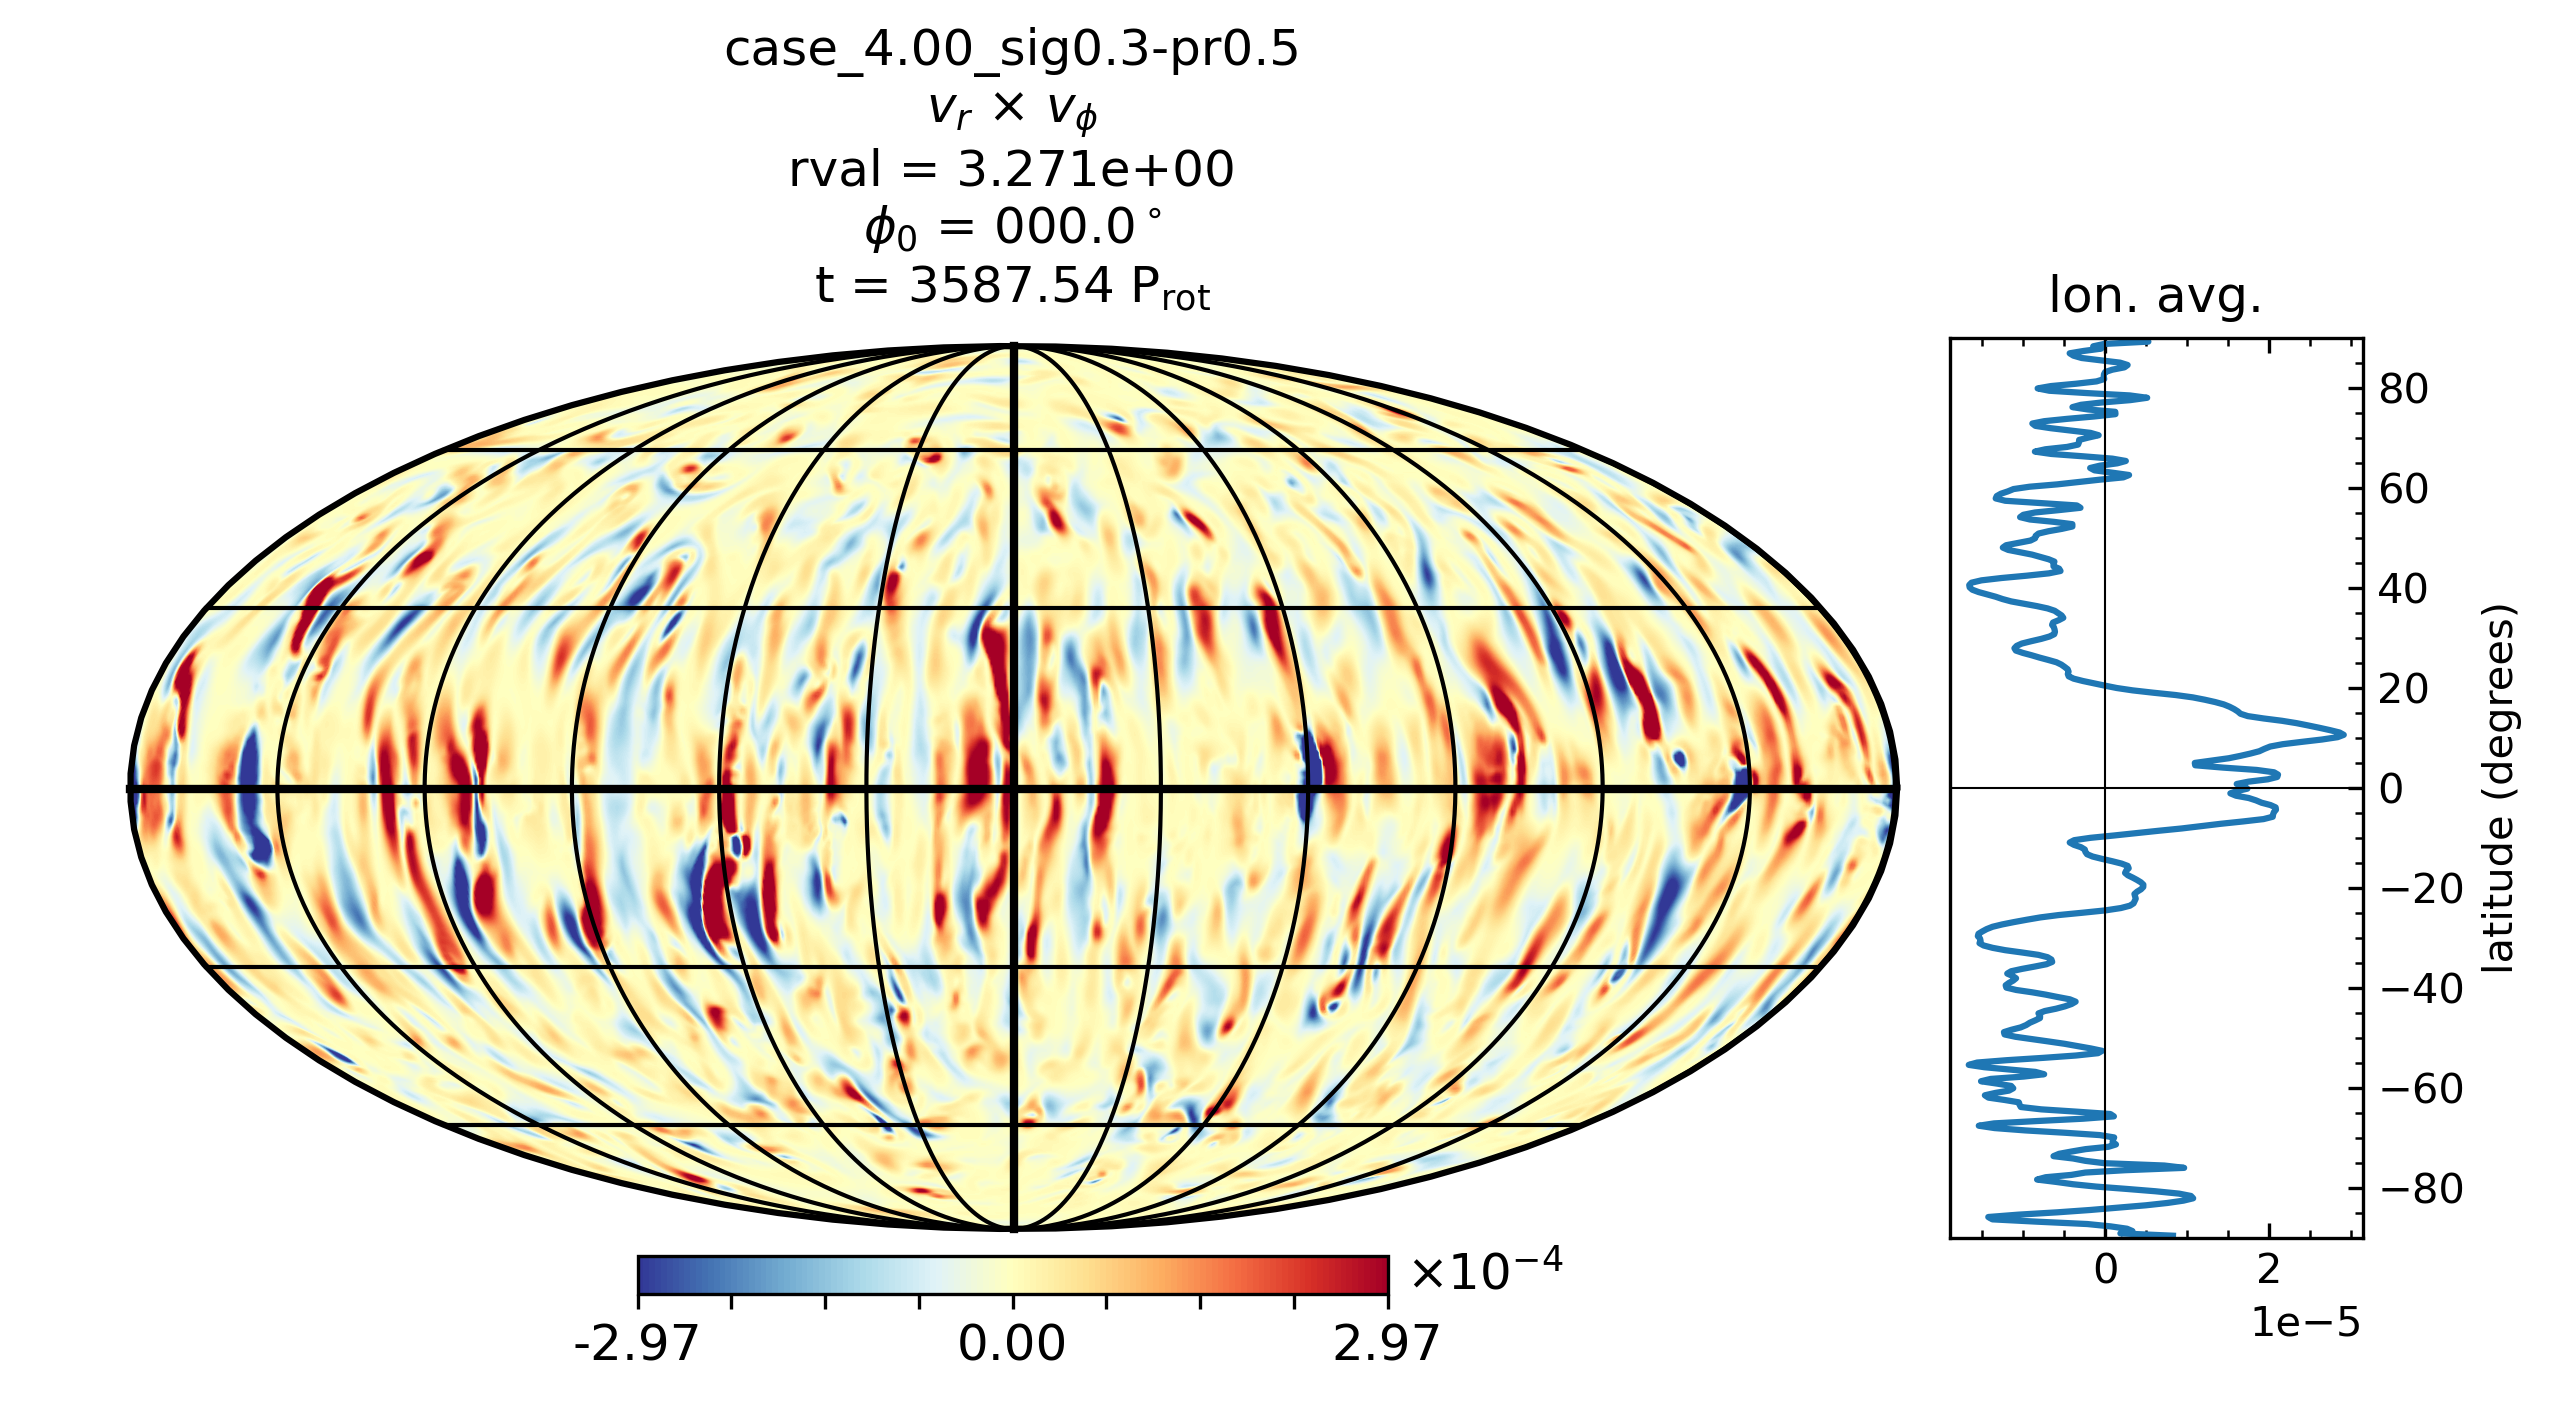 case_4.00_sig0.3-pr0.5
v_r × v_ϕ
rval = 3.271e+00
ϕ_0 = 000.0°
t = 3587.54 P_rot
lon. avg.
80
60
40
20
0
−20
−40
−60
−80
latitude (degrees)
0 2
1e−5
×10^−4
-2.97 0.00 2.97